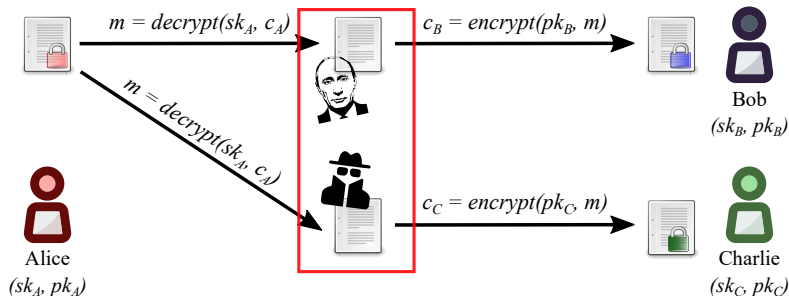 m = decrypt(sk_A, c_A)
c_B = encrypt(pk_B, m)
m = decrypt(sk_A, c_A)
Bob
(sk_B, pk_B)
c_C = encrypt(pk_C, m)
Alice
(sk_A, pk_A)
Charlie
(sk_C, pk_C)